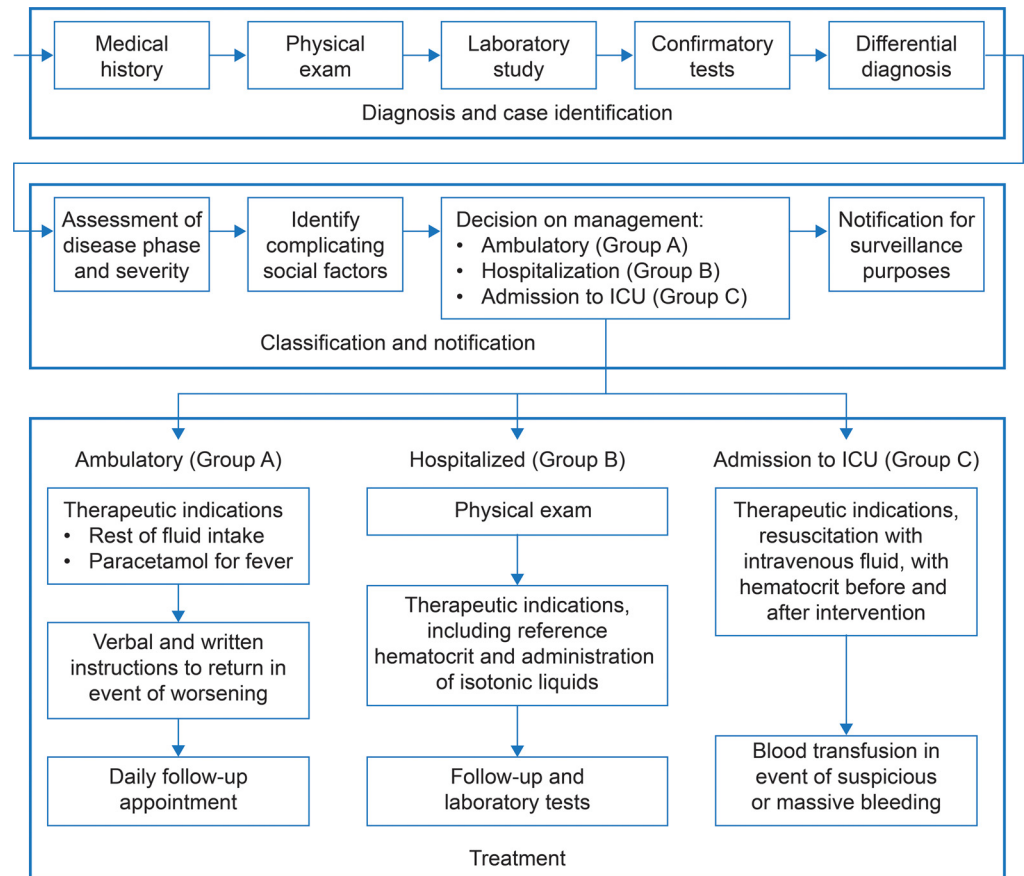 Medical
history
Physical
exam
Laboratory
study
Confirmatory
tests
Differential
diagnosis
Diagnosis and case identification
Assessment of
disease phase
and severity
Identify
complicating
social factors
Decision on management:
• Ambulatory (Group A)
• Hospitalization (Group B)
• Admission to ICU (Group C)
Notification for
surveillance
purposes
Classification and notification
Ambulatory (Group A)
Therapeutic indications
• Rest of fluid intake
• Paracetamol for fever
Verbal and written
instructions to return in
event of worsening
Daily follow-up
appointment
Hospitalized (Group B)
Physical exam
Therapeutic indications,
including reference
hematocrit and administration
of isotonic liquids
Follow-up and
laboratory tests
Admission to ICU (Group C)
Therapeutic indications,
resuscitation with
intravenous fluid, with
hematocrit before and
after intervention
Blood transfusion in
event of suspicious
or massive bleeding
Treatment